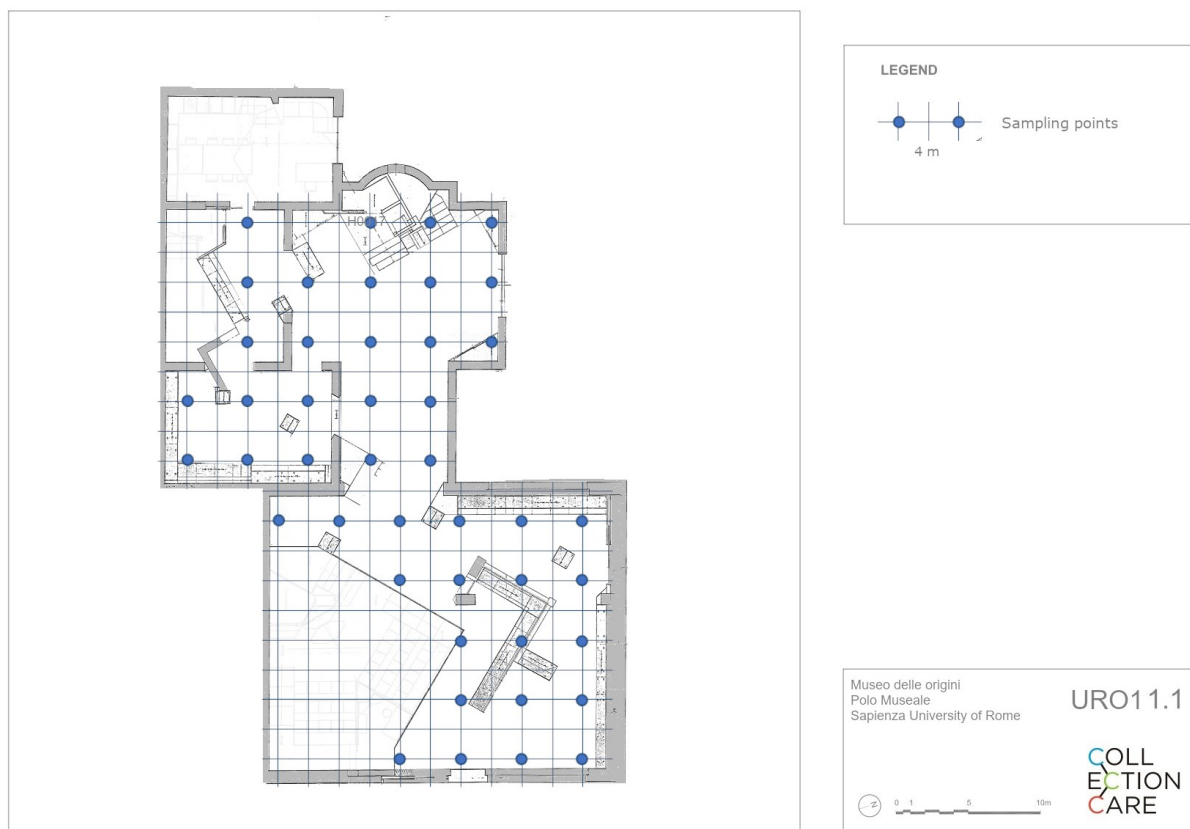 LEGEND
Sampling points
4 m
Museo delle origini
Polo Museale
Sapienza University of Rome
URO11.1
COLL
ECTION
CARE
0 1 5 10m